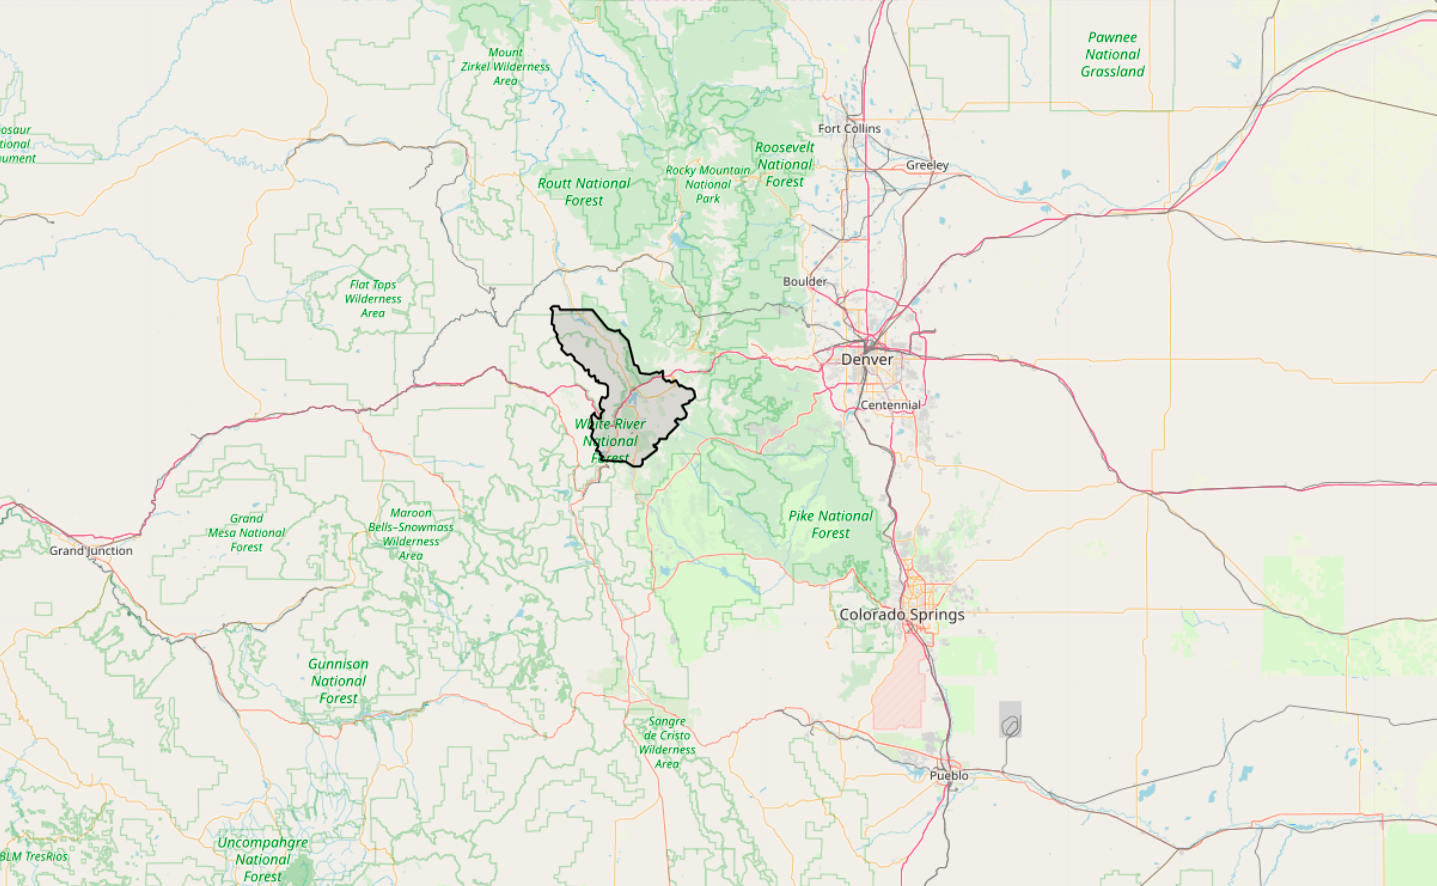 Pawnee
National
Grassland
Mount
Zirkel Wilderness
Area
Fort Collins
osaur
tional
nument
Roosevelt
National
Forest
Greeley
Rocky Mountain
National
Park
Routt National
Forest
Boulder
Flat Tops
Wilderness
Area
Denver
Centennial
White River
National
Forest
Maroon
Bells–Snowmass
Wilderness
Area
Grand
Mesa National
Forest
Pike National
Forest
Grand Junction
Colorado Springs
Gunnison
National
Forest
Sangre
de Cristo
Wilderness
Area
Pueblo
Uncompahgre
National
Forest
BLM TresRios